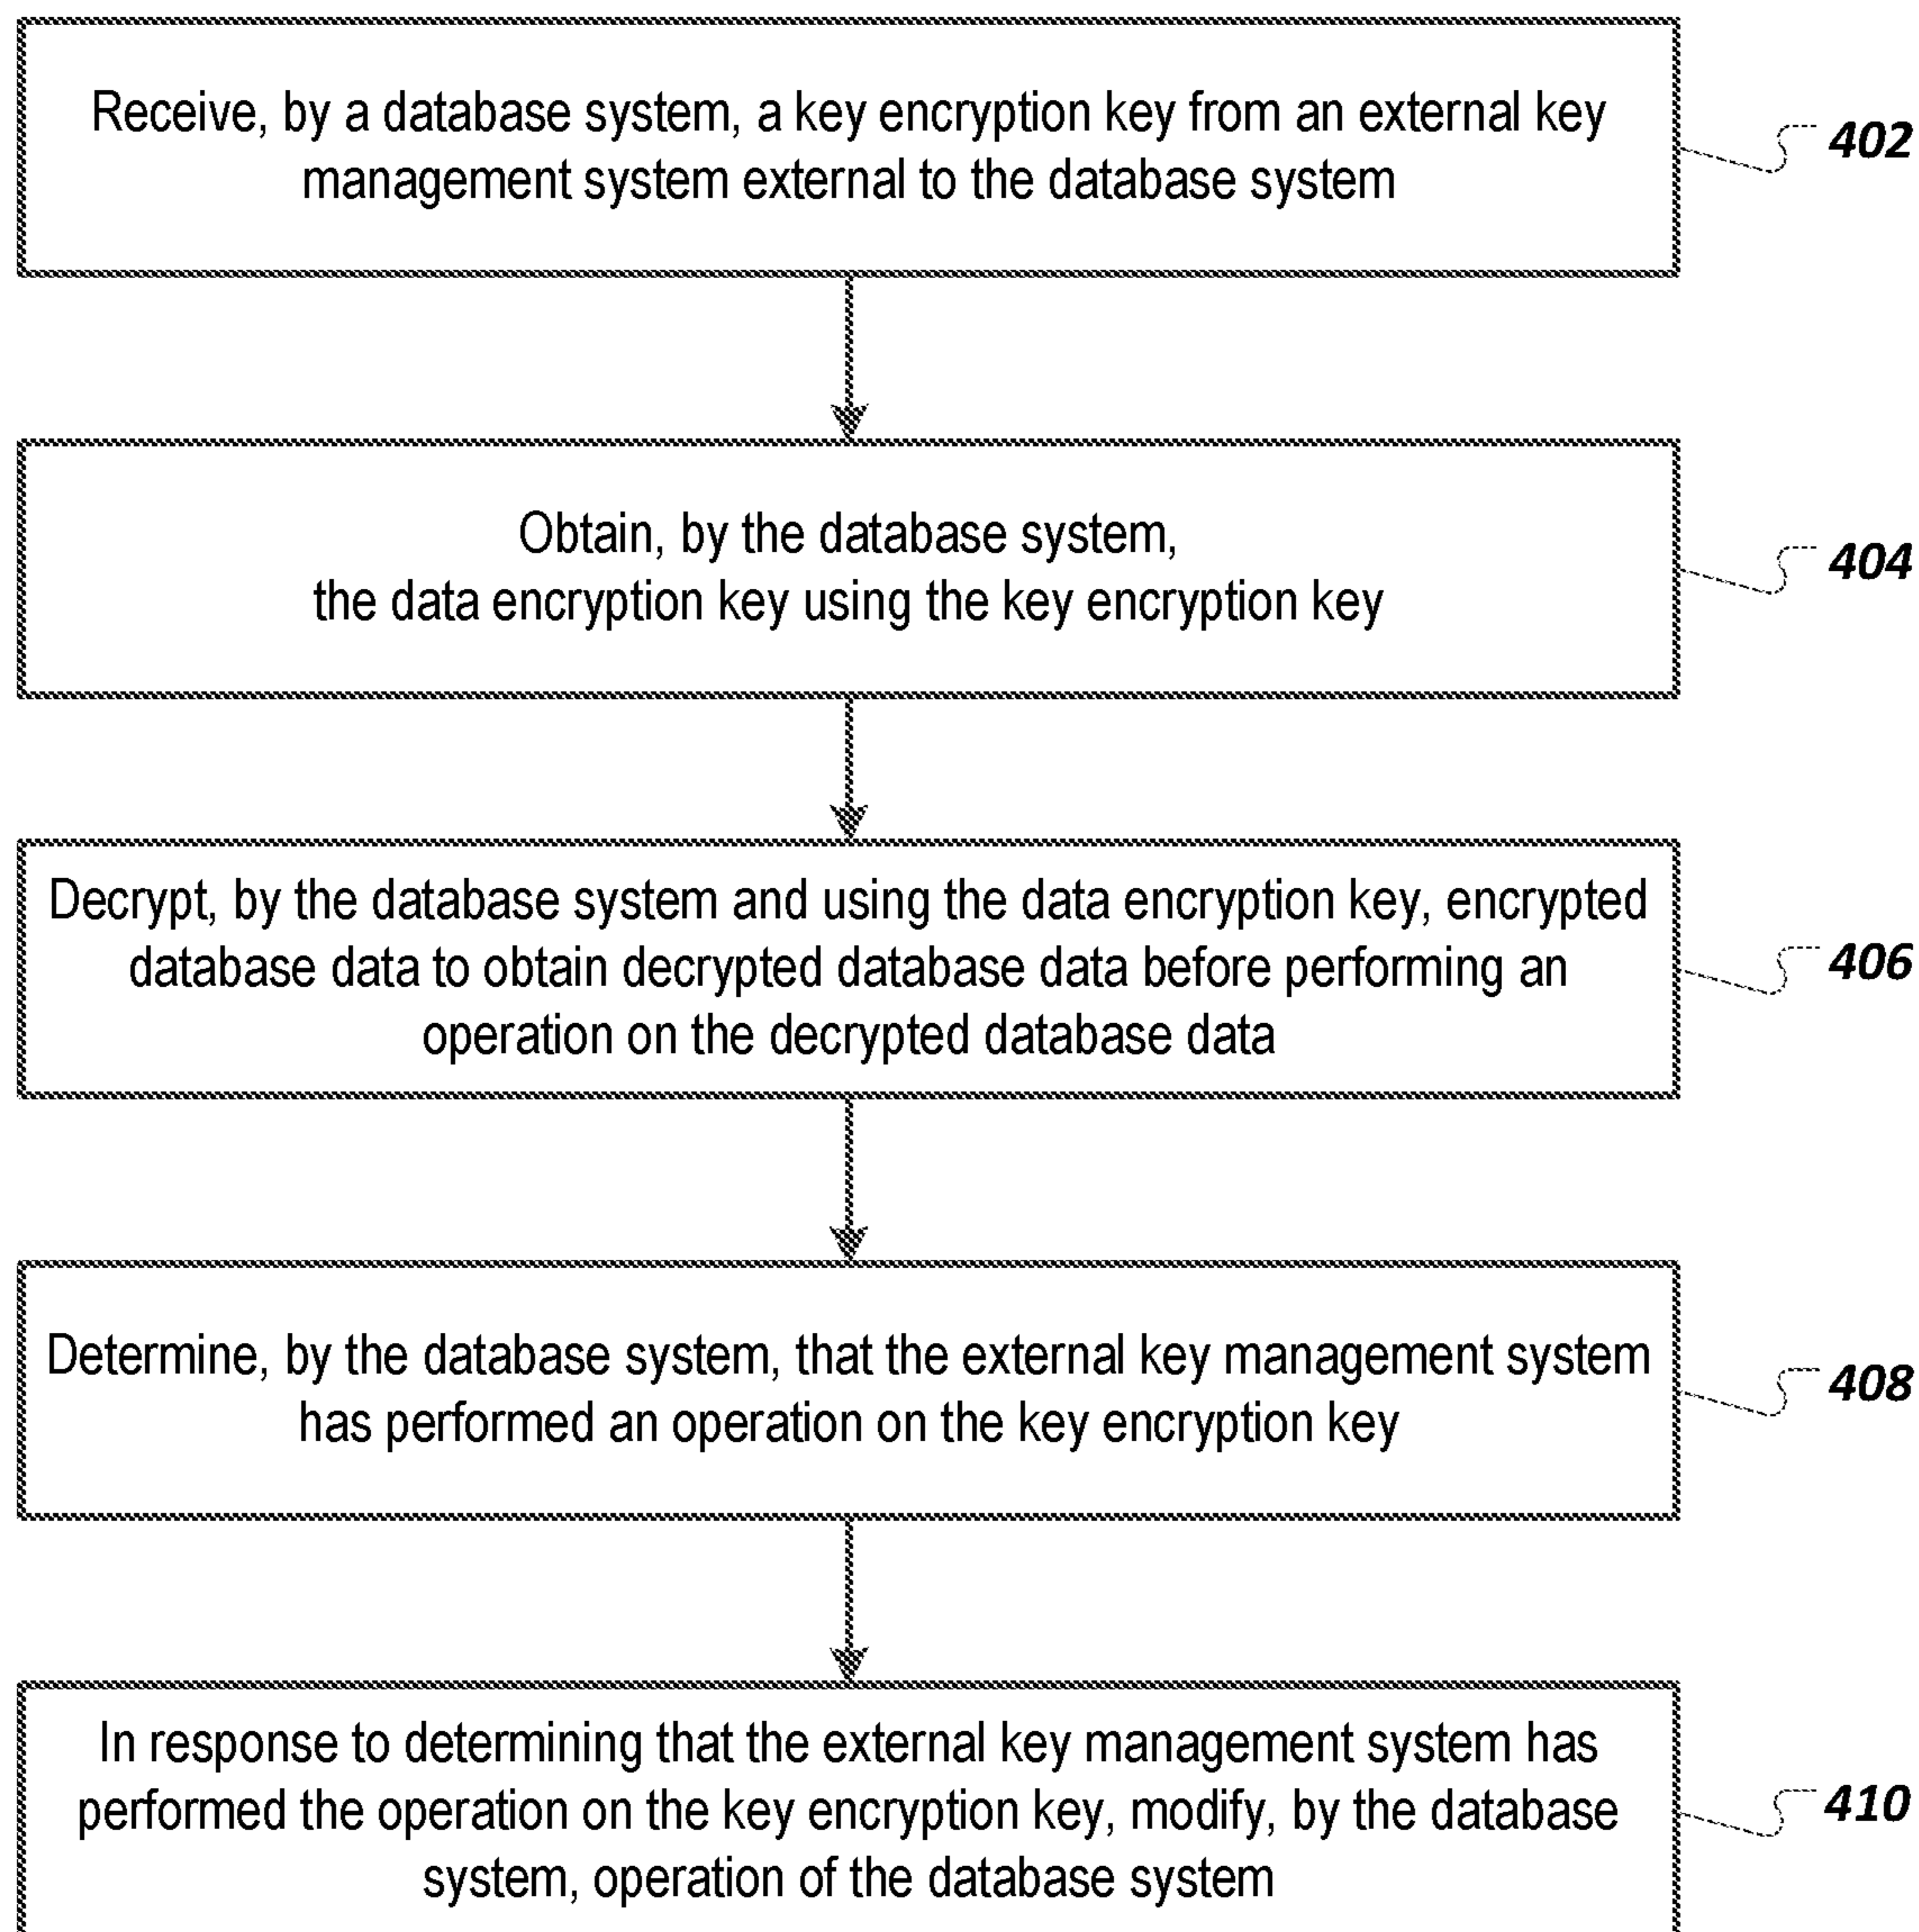 Receive, by a database system, a key encryption key from an external key
management system external to the database system
402
Obtain, by the database system,
the data encryption key using the key encryption key
404
Decrypt, by the database system and using the data encryption key, encrypted
database data to obtain decrypted database data before performing an
operation on the decrypted database data
406
Determine, by the database system, that the external key management system
has performed an operation on the key encryption key
408
In response to determining that the external key management system has
performed the operation on the key encryption key, modify, by the database
system, operation of the database system
410